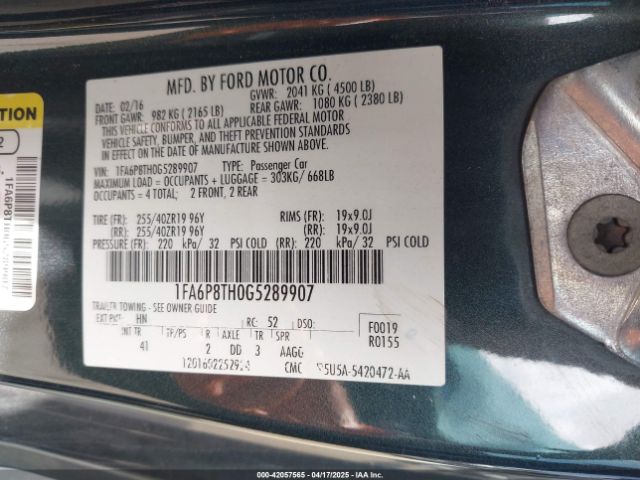 MFD. BY FORD MOTOR CO.
DATE: 02/16 GVWR: 2041 KG ( 4500 LB)
FRONT GAWR: 982 KG ( 2165 LB) REAR GAWR: 1080 KG ( 2380 LB)
THIS VEHICLE CONFORMS TO ALL APPLICABLE FEDERAL MOTOR
VEHICLE SAFETY, BUMPER, AND THEFT PREVENTION STANDARDS
IN EFFECT ON THE DATE OF MANUFACTURE SHOWN ABOVE.
VIN: 1FA6P8TH0G5289907 TYPE: Passenger Car
MAXIMUM LOAD = OCCUPANTS + LUGGAGE = 303KG/ 668LB
OCCUPANTS = 4 TOTAL; 2 FRONT, 2 REAR
TIRE (FR): 255/40ZR19 96Y RIMS (FR): 19x9.0J
(RR): 255/40ZR19 96Y (RR): 19x9.0J
PRESSURE (FR): 220 kPa/ 32 PSI COLD (RR): 220 kPa/ 32 PSI COLD
1FA6P8TH0G5289907
TRAILER TOWING - SEE OWNER GUIDE
EXT PNT: HN RC: 52 DSO: F0019
R0155
INT TR TP/PS R AXLE TR SPR
41 2 DD 3 AAGG
CMC 5U5A-5420472-AA
TION
2
1FA6P8TH0G5289907
00-42057565 - 04/17/2025 - IAAI.COM